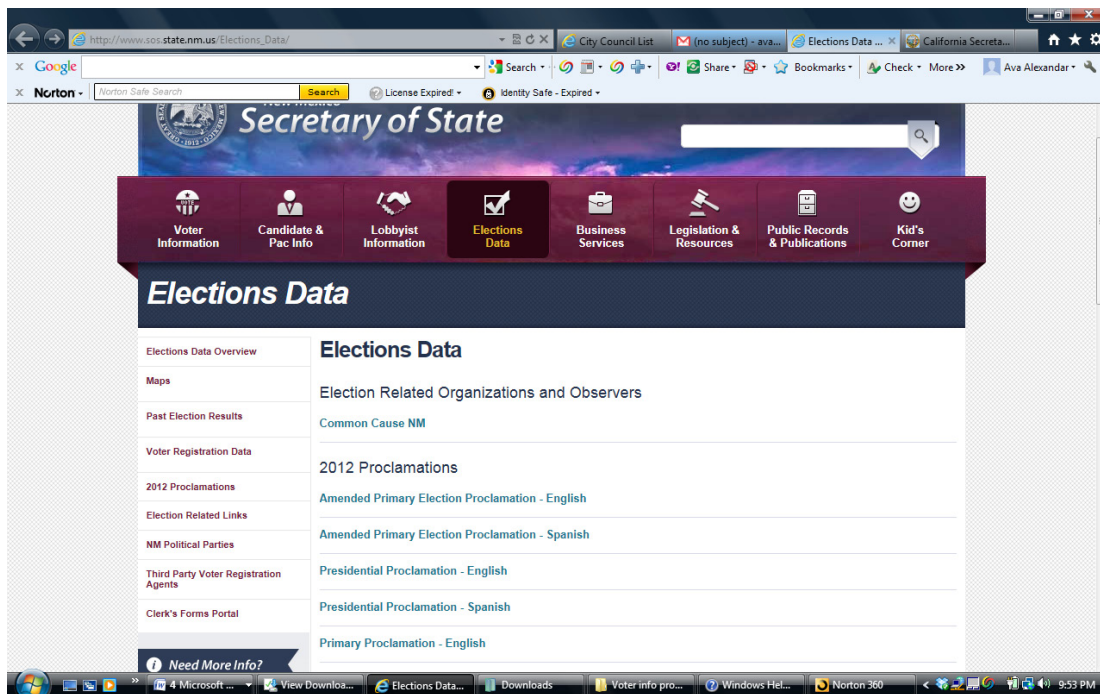 http://www.sos.state.nm.us/Elections_Data/
City Council List
(no subject) - ava...
Elections Data ...
California Secreta...
x Google
Search
Share
Bookmarks
Check
More >>
Ava Alexandar
x Norton
Norton Safe Search
Search
License Expired!
Identity Safe - Expired
New Mexico
Secretary of State
Voter Information
Candidate & Pac Info
Lobbyist Information
Elections Data
Business Services
Legislation & Resources
Public Records & Publications
Kid's Corner
Elections Data
Elections Data Overview
Maps
Past Election Results
Voter Registration Data
2012 Proclamations
Election Related Links
NM Political Parties
Third Party Voter Registration
Agents
Clerk's Forms Portal
Need More Info?
Elections Data
Election Related Organizations and Observers
Common Cause NM
2012 Proclamations
Amended Primary Election Proclamation - English
Amended Primary Election Proclamation - Spanish
Presidential Proclamation - English
Presidential Proclamation - Spanish
Primary Proclamation - English
4 Microsoft ...
View Downloa...
Elections Data...
Downloads
Voter info pro...
Windows Hel...
Norton 360
9:53 PM